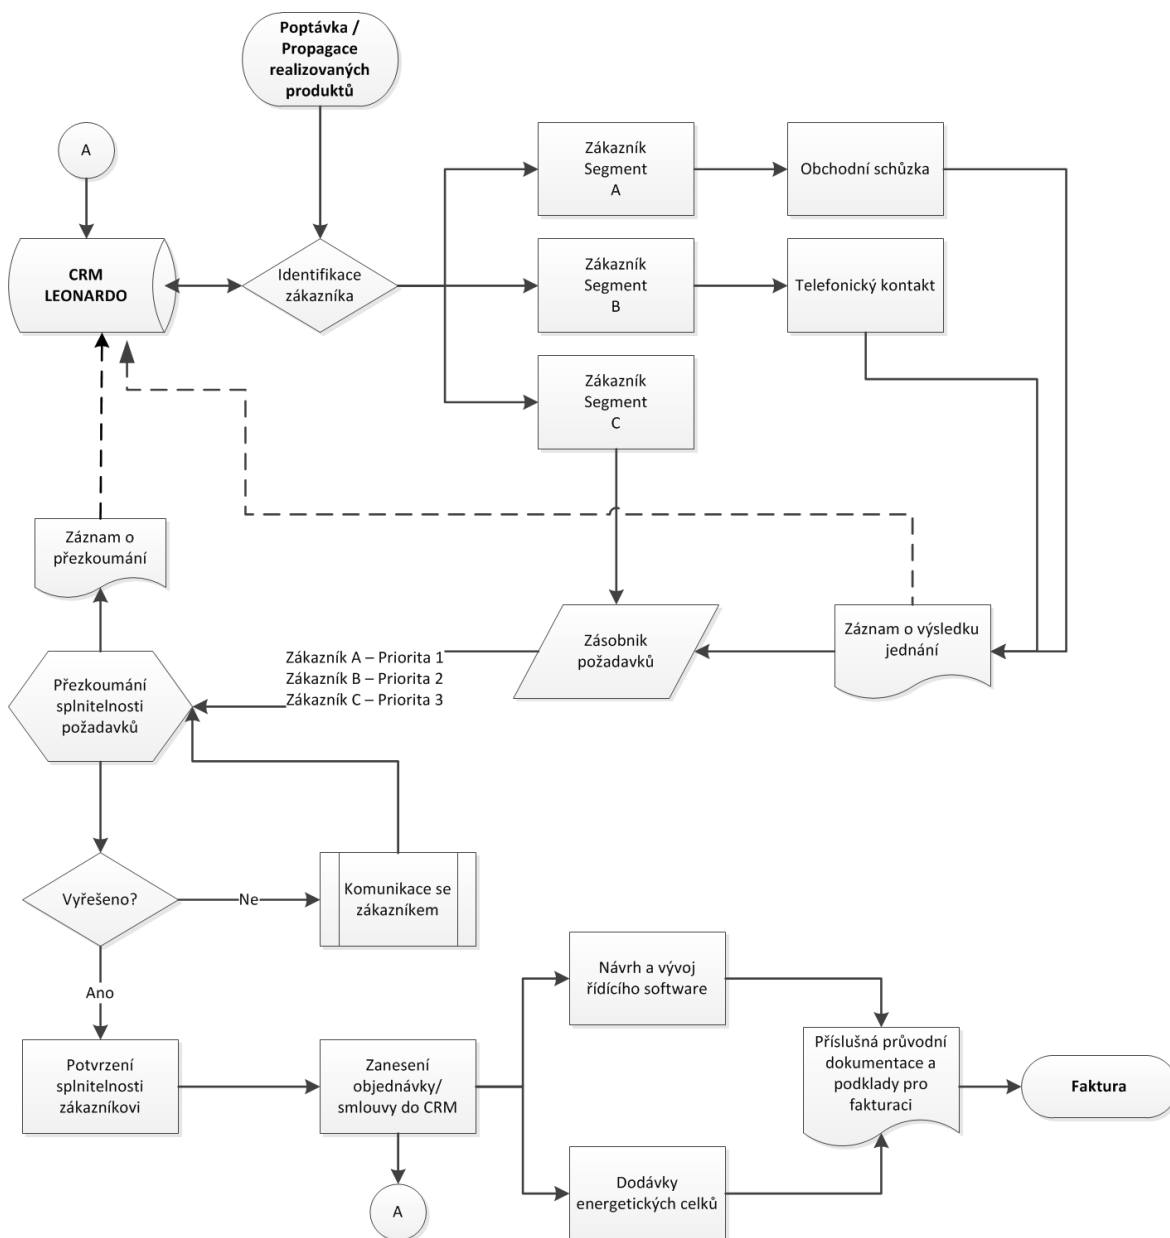 Poptávka /
Propagace
realizovaných
produktů
A
Zákazník
Segment
A
Obchodní schůzka
CRM
LEONARDO
Identifikace
zákazníka
Zákazník
Segment
B
Telefonický kontakt
Zákazník
Segment
C
Záznam o
přezkoumání
Zásobnik
požadavků
Záznam o výsledku
jednání
Zákazník A – Priorita 1
Zákazník B – Priorita 2
Zákazník C – Priorita 3
Přezkoumání
splnitelnosti
požadavků
Vyřešeno?
Ne
Komunikace se
zákazníkem
Ano
Návrh a vývoj
řídícího software
Potvrzení
splnitelnosti
zákazníkovi
Zanesení
objednávky/
smlouvy do CRM
Příslušná průvodní
dokumentace a
podklady pro
fakturaci
Faktura
A
Dodávky
energetických celků